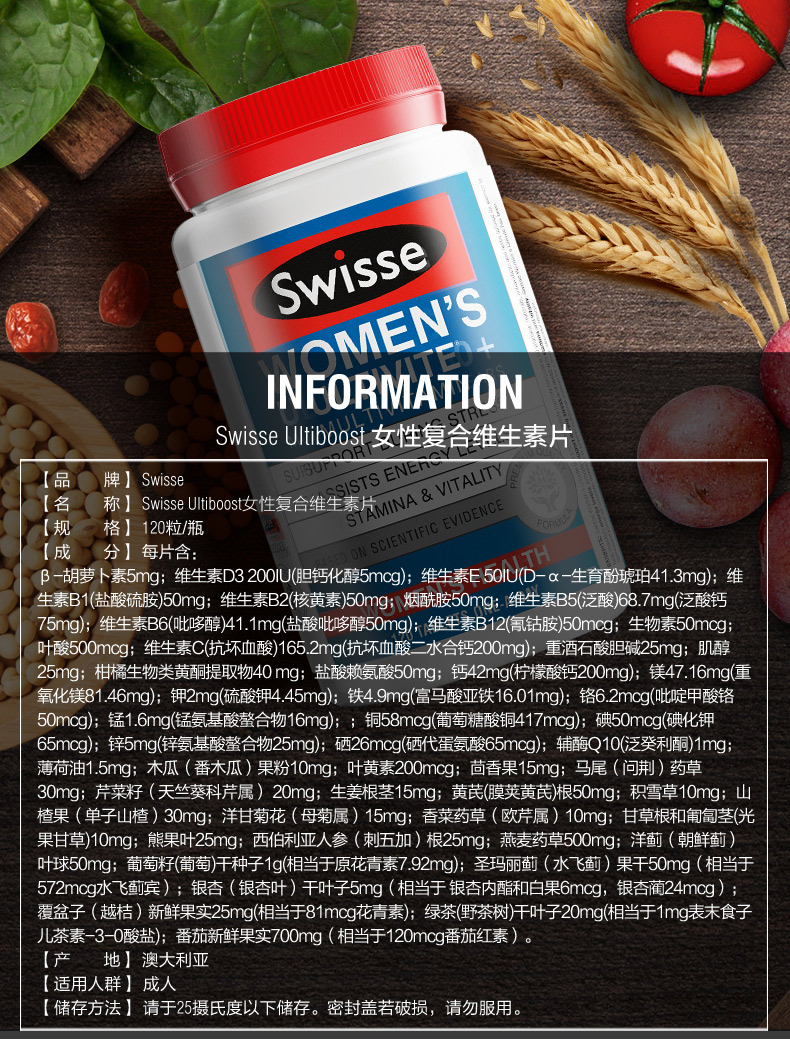 Swisse
WOMEN'S
ULTIVITE
INFORMATION
Swisse Ultiboost 女性复合维生素片
STAMINA & VITALITY
ON SCIENTIFIC EVIDENCE
WOMEN'S HEALTH
【品　　牌】Swisse
【名　　称】Swisse Ultiboost女性复合维生素片
【规　　格】120粒/瓶
【成　　分】每片含：
β-胡萝卜素5mg；维生素D3 200IU(胆钙化醇5mcg)；维生素E 50IU(D-α-生育酚琥珀41.3mg)；维
生素B1(盐酸硫胺)50mg；维生素B2(核黄素)50mg；烟酰胺50mg；维生素B5(泛酸)68.7mg(泛酸钙
75mg)；维生素B6(吡哆醇)41.1mg(盐酸吡哆醇50mg)；维生素B12(氰钴胺)50mcg；生物素50mcg；
叶酸500mcg；维生素C(抗坏血酸)165.2mg(抗坏血酸二水合钙200mg)；重酒石酸胆碱25mg；肌醇
25mg；柑橘生物类黄酮提取物40 mg；盐酸赖氨酸50mg；钙42mg(柠檬酸钙200mg)；镁47.16mg(重
氧化镁81.46mg)；钾2mg(硫酸钾4.45mg)；铁4.9mg(富马酸亚铁16.01mg)；铬6.2mcg(吡啶甲酸铬
50mcg)；锰1.6mg(锰氨基酸螯合物16mg)；；铜58mcg(葡萄糖酸铜417mcg)；碘50mcg(碘化钾
65mcg)；锌5mg(锌氨基酸螯合物25mg)；硒26mcg(硒代蛋氨酸65mcg)；辅酶Q10(泛癸利酮)1mg；
薄荷油1.5mg；木瓜（番木瓜）果粉10mg；叶黄素200mcg；茴香果15mg；马尾（问荆）药草
30mg；芹菜籽（天竺葵科芹属） 20mg；生姜根茎15mg；黄芪(膜荚黄芪)根50mg；积雪草10mg；山
楂果（单子山楂）30mg；洋甘菊花（母菊属）15mg；香菜药草（欧芹属）10mg；甘草根和匍匐茎(光
果甘草)10mg；熊果叶25mg；西伯利亚人参（刺五加）根25mg；燕麦药草500mg；洋蓟（朝鲜蓟）
叶球50mg；葡萄籽(葡萄)干种子1g(相当于原花青素7.92mg)；圣玛丽蓟（水飞蓟）果干50mg（相当于
572mcg水飞蓟宾）；银杏（银杏叶）干叶子5mg（相当于 银杏内酯和白果6mcg，银杏蔺24mcg）；
覆盆子（越桔）新鲜果实25mg(相当于81mcg花青素)；绿茶(野茶树)干叶子20mg(相当于1mg表末食子
儿茶素-3-0酸盐)；番茄新鲜果实700mg（相当于120mcg番茄红素）。
【产　　地】澳大利亚
【适用人群】成人
【储存方法】请于25摄氏度以下储存。密封盖若破损，请勿服用。